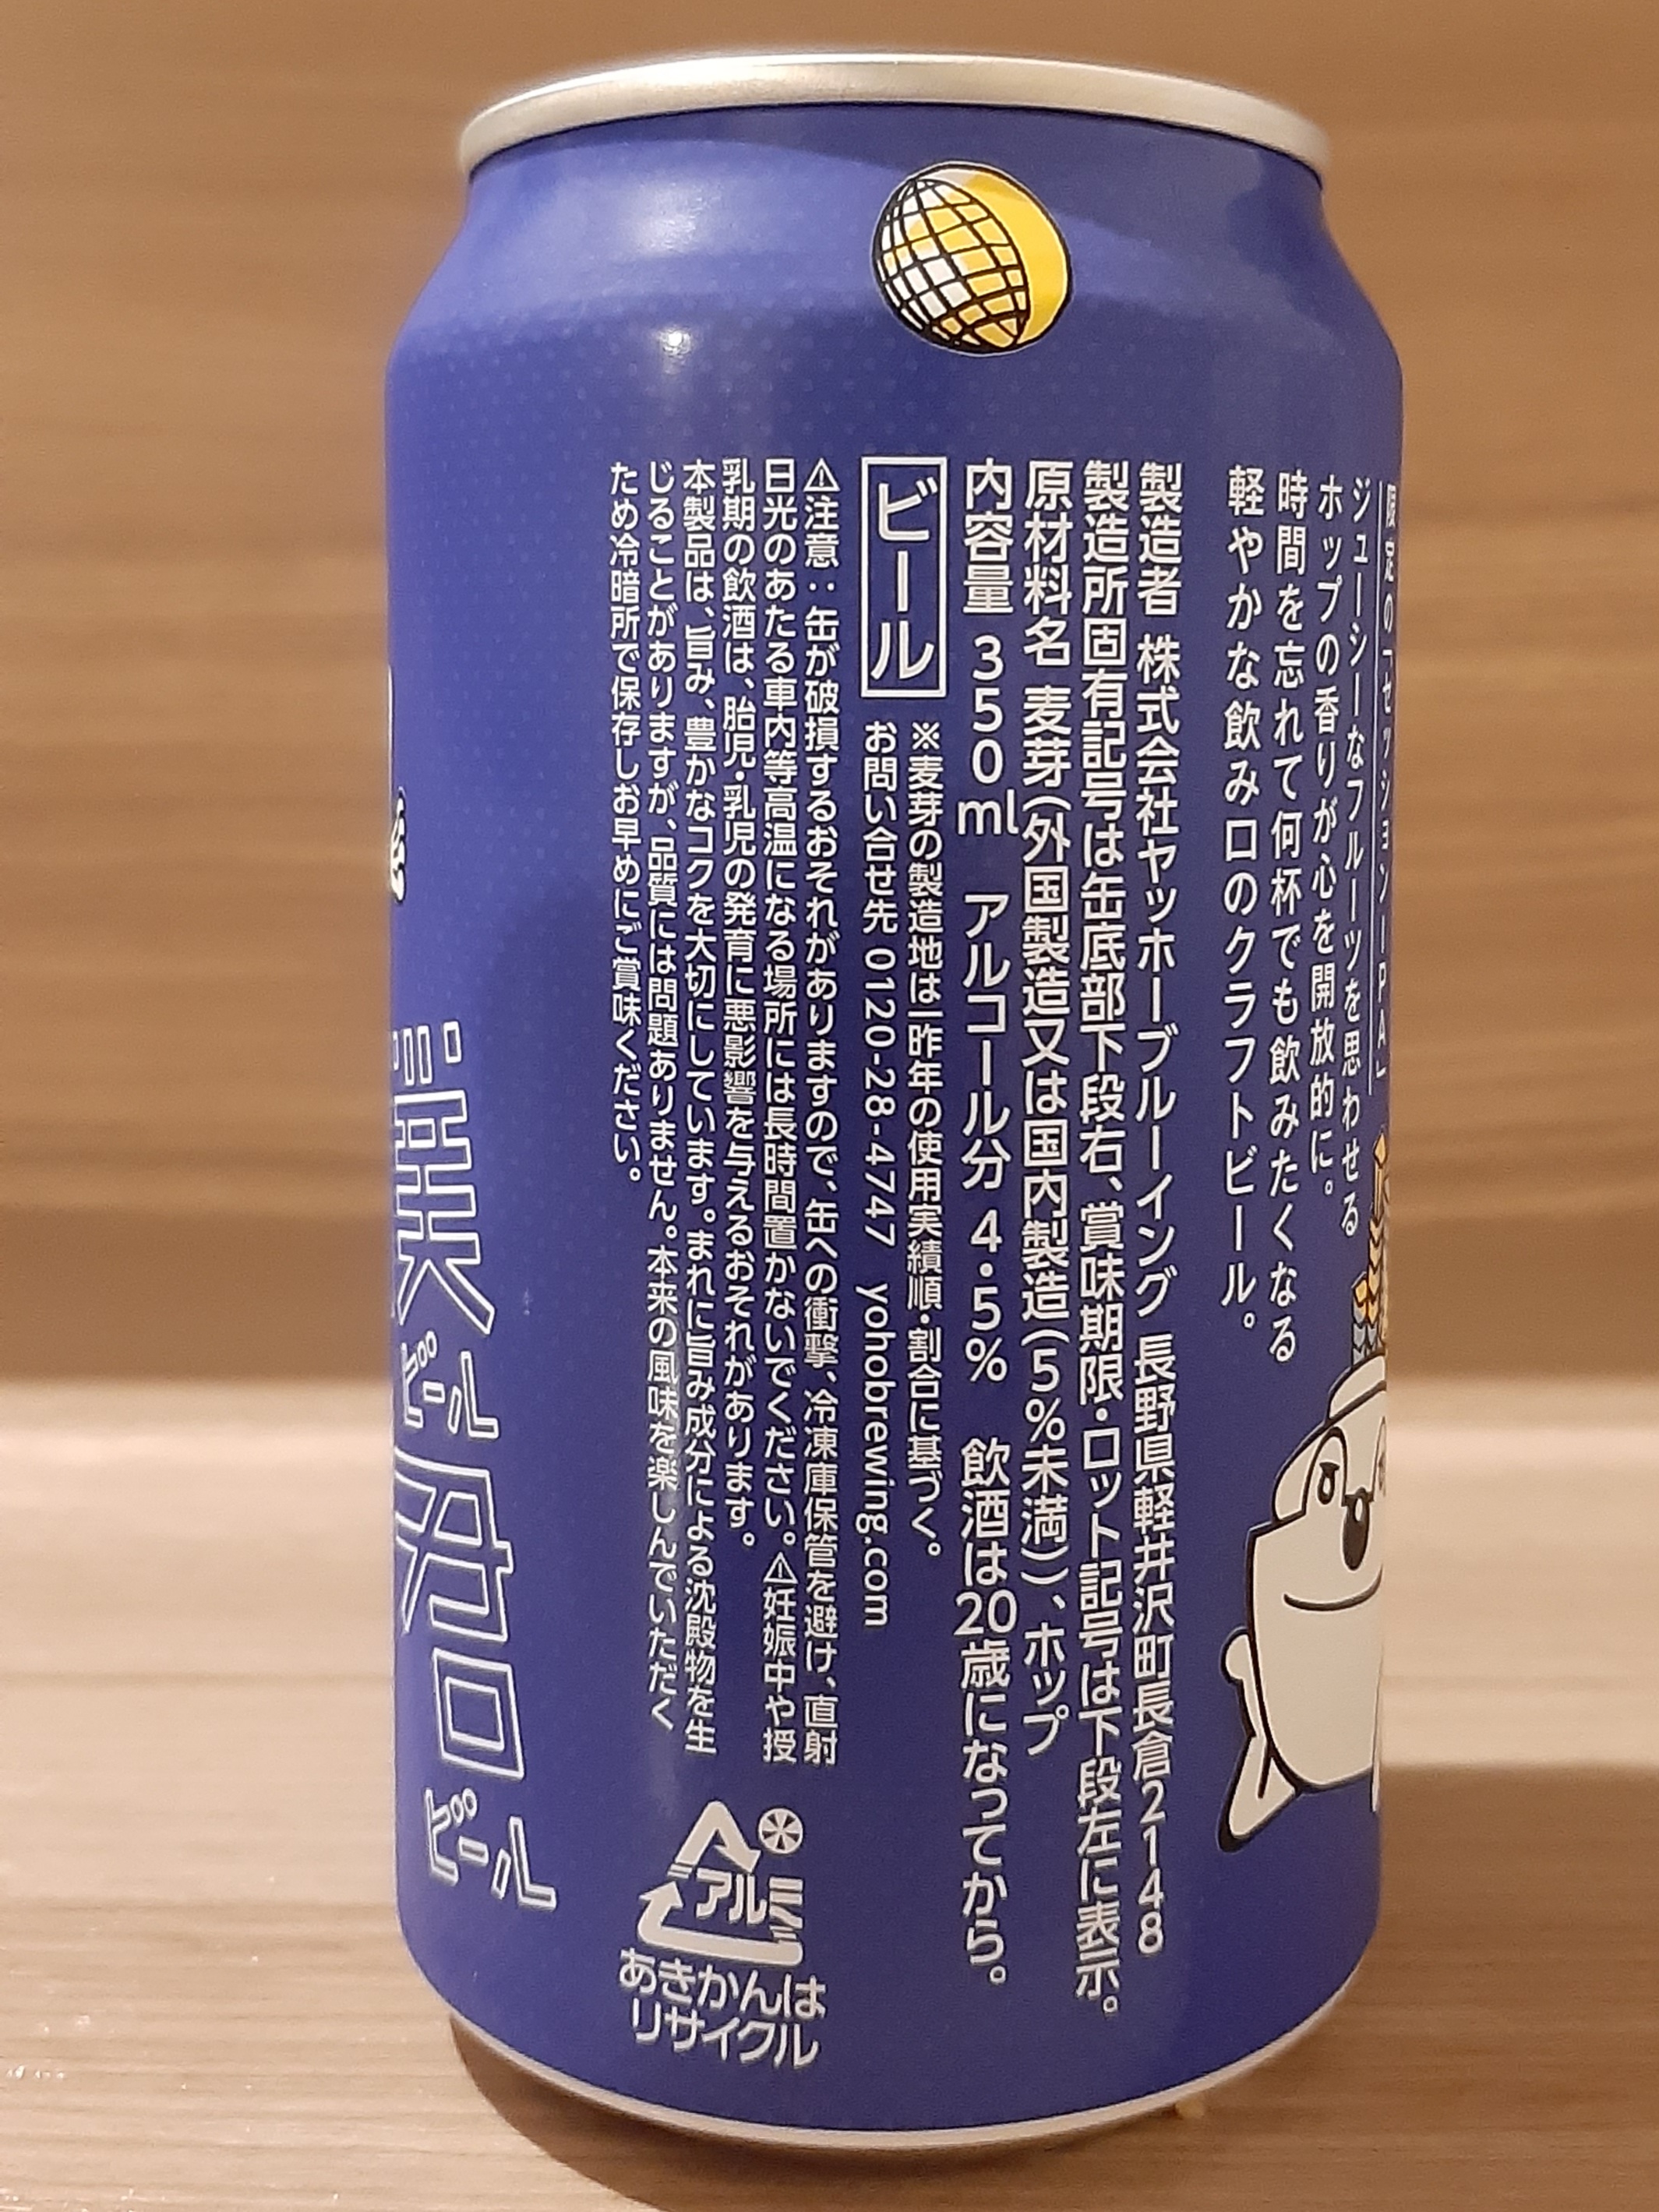 限定の「セッションIPA」
ジューシーなフルーツを思わせる
ホップの香りが心を開放的に。
時間を忘れて何杯でも飲みたくなる
軽やかな飲み口のクラフトビール。
製造者 株式会社ヤッホーブルーイング 長野県軽井沢町長倉2148
製造所固有記号は缶底部下段右、賞味期限・ロット記号は下段左に表示。
原材料名 麦芽(外国製造又は国内製造(5%未満))、ホップ
内容量 350ml アルコール分 4.5% 飲酒は20歳になってから。
ビール
※麦芽の製造地は一昨年の使用実績順・割合に基づく。
お問い合せ先 0120-28-4747 yohobrewing.com
⚠注意:缶が破損するおそれがありますので、缶への衝撃、冷凍庫保管を避け、直射
日光のあたる車内等高温になる場所には長時間置かないでください。⚠妊娠中や授
乳期の飲酒は、胎児・乳児の発育に悪影響を与えるおそれがあります。
本製品は、旨み、豊かなコクを大切にしています。まれに旨み成分による沈殿物を生
じることがありますが、品質には問題ありません。本来の風味を楽しんでいただく
ため冷暗所で保存しお早めにご賞味ください。
アルミ
あきかんは
リサイクル
僕ビール君ビール